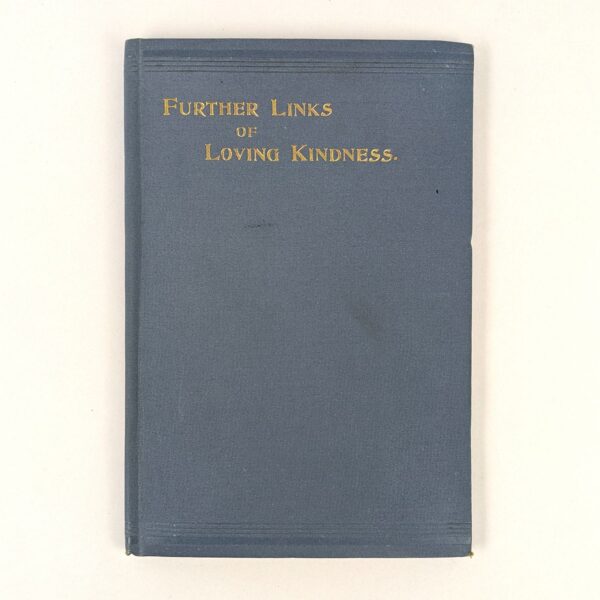 Further Links
of
Loving Kindness.